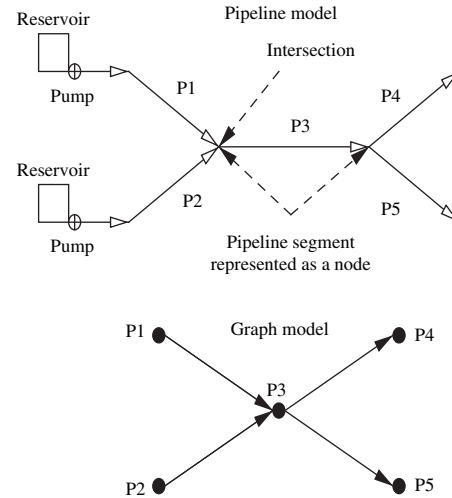 Reservoir
Pipeline model
Intersection
Pump
P1
P4
P3
Reservoir
P2
P5
Pump
Pipeline segment
represented as a node
P1
Graph model
P4
P3
P2
P5